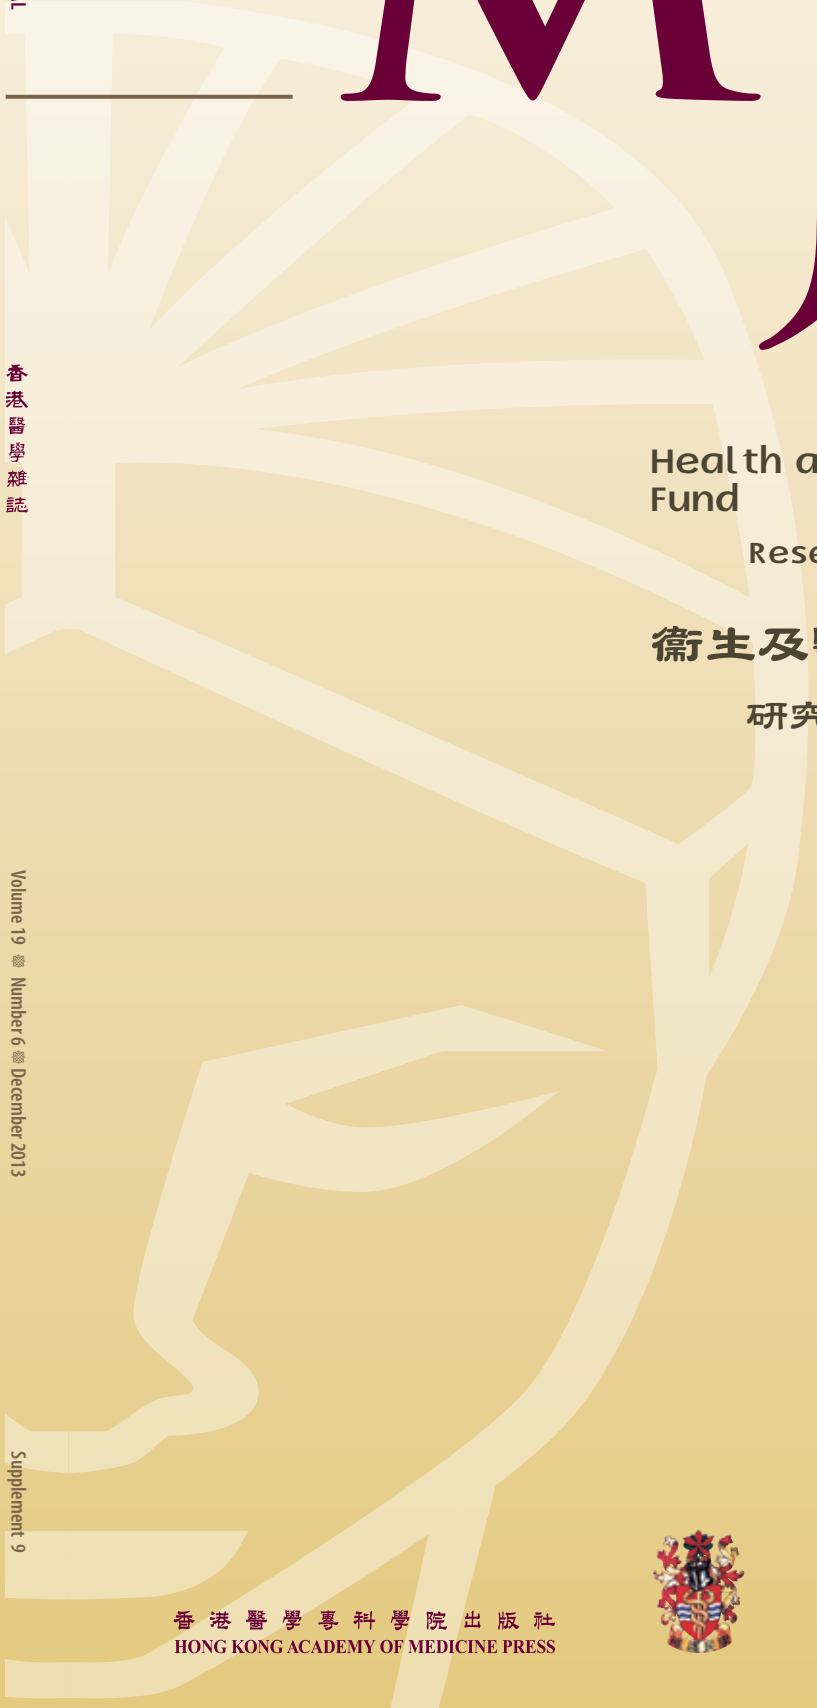 M
香港醫學雜誌
Health a
Fund
Rese
衞生及
研究
Volume 19 Number 6 December 2013
Supplement 9
香港醫學專科學院出版社
HONG KONG ACADEMY OF MEDICINE PRESS